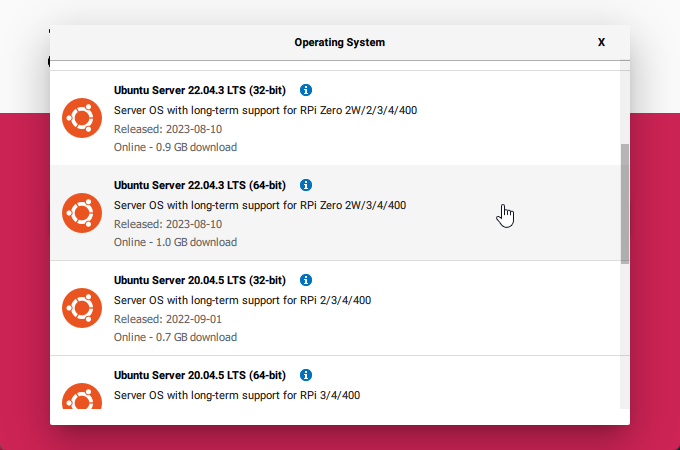 Operating System
X
Ubuntu Server 22.04.3 LTS (32-bit)
Server OS with long-term support for RPi Zero 2W/2/3/4/400
Released: 2023-08-10
Online - 0.9 GB download
Ubuntu Server 22.04.3 LTS (64-bit)
Server OS with long-term support for RPi Zero 2W/3/4/400
Released: 2023-08-10
Online - 1.0 GB download
Ubuntu Server 20.04.5 LTS (32-bit)
Server OS with long-term support for RPi 2/3/4/400
Released: 2022-09-01
Online - 0.7 GB download
Ubuntu Server 20.04.5 LTS (64-bit)
Server OS with long-term support for RPi 3/4/400